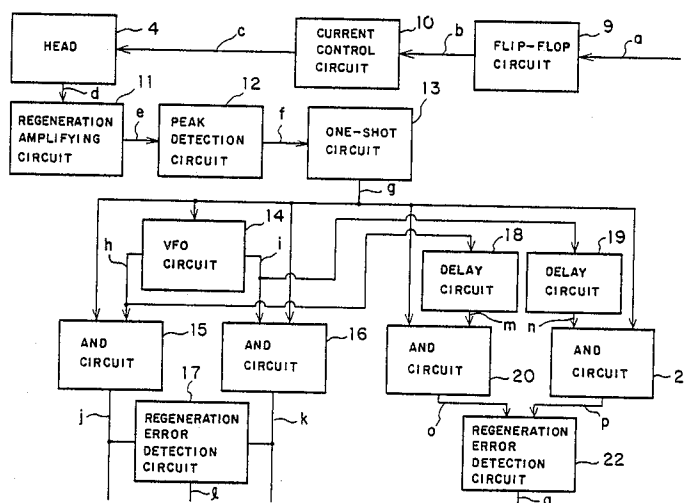 4
HEAD
c
10
CURRENT
CONTROL
CIRCUIT
b
9
FLIP-FLOP
CIRCUIT
a
d
11
REGENERATION
AMPLIFYING
CIRCUIT
e
12
PEAK
DETECTION
CIRCUIT
f
13
ONE-SHOT
CIRCUIT
g
14
VFO
CIRCUIT
h
i
18
DELAY
CIRCUIT
19
DELAY
CIRCUIT
m
n
15
AND
CIRCUIT
16
AND
CIRCUIT
AND
CIRCUIT
20
AND
CIRCUIT
2
17
REGENERATION
ERROR
DETECTION
CIRCUIT
j
k
l
o
p
REGENERATION
ERROR
DETECTION
CIRCUIT
22
q